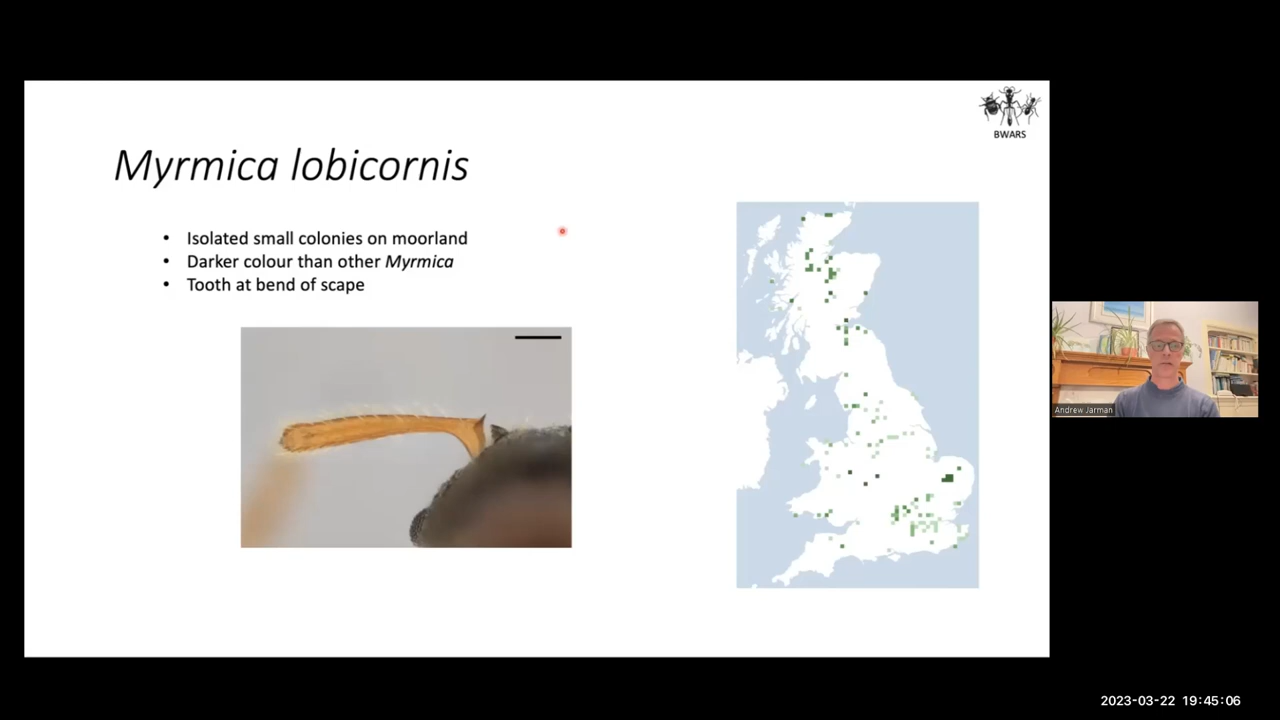 BWARS
Myrmica lobicornis
• Isolated small colonies on moorland
• Darker colour than other Myrmica
• Tooth at bend of scape
Andrew Jarman
2023-03-22 19:45:06